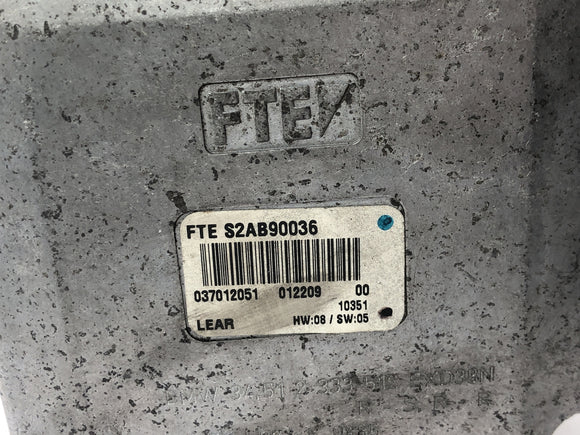 FTE
FTE S2AB90036
037012051 012209 00
10351
LEAR HW:08 / SW:05